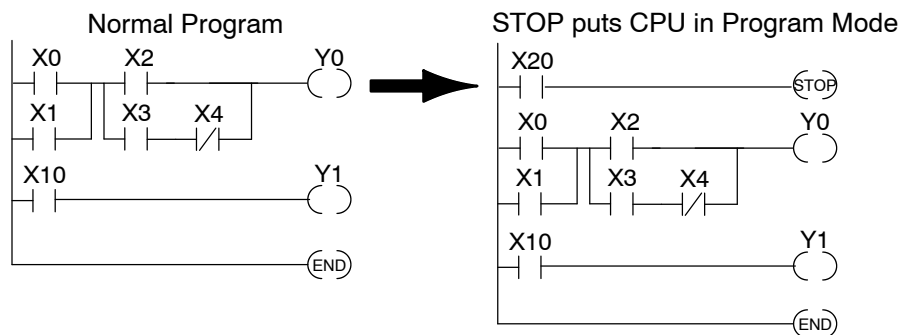 Normal Program
X0 X2 Y0
X1 X3 X4
X10 Y1
END
STOP puts CPU in Program Mode
X20
STOP
X0 X2 Y0
X1 X3 X4
X10 Y1
END